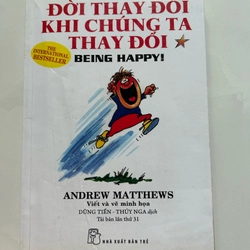 ĐỜI THAY ĐỔI
KHI CHÚNG TA
THAY ĐỔI
THE
INTERNATIONAL
BESTSELLER
BEING HAPPY!
ANDREW MATTHEWS
Viết và vẽ minh họa
DŨNG TIẾN - THÚY NGA dịch
Tái bản lần thứ 31
NHÀ XUẤT BẢN TRẺ